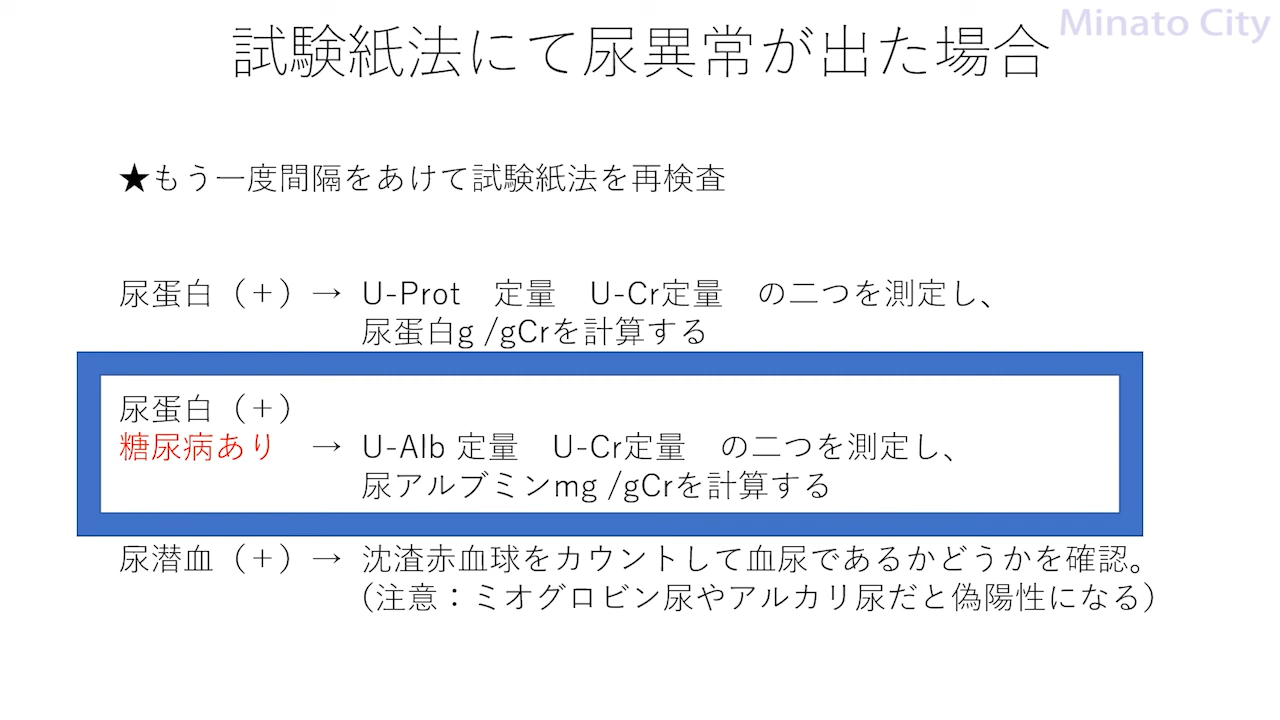 Minato City
試験紙法にて尿異常が出た場合
★もう一度間隔をあけて試験紙法を再検査
尿蛋白（＋）→ U-Prot　定量　U-Cr定量　の二つを測定し、
尿蛋白g /gCrを計算する
尿蛋白（＋）
糖尿病あり　→ U-Alb 定量　U-Cr定量　の二つを測定し、
尿アルブミンmg /gCrを計算する
尿潜血（＋）→ 沈渣赤血球をカウントして血尿であるかどうかを確認。
(注意：ミオグロビン尿やアルカリ尿だと偽陽性になる）